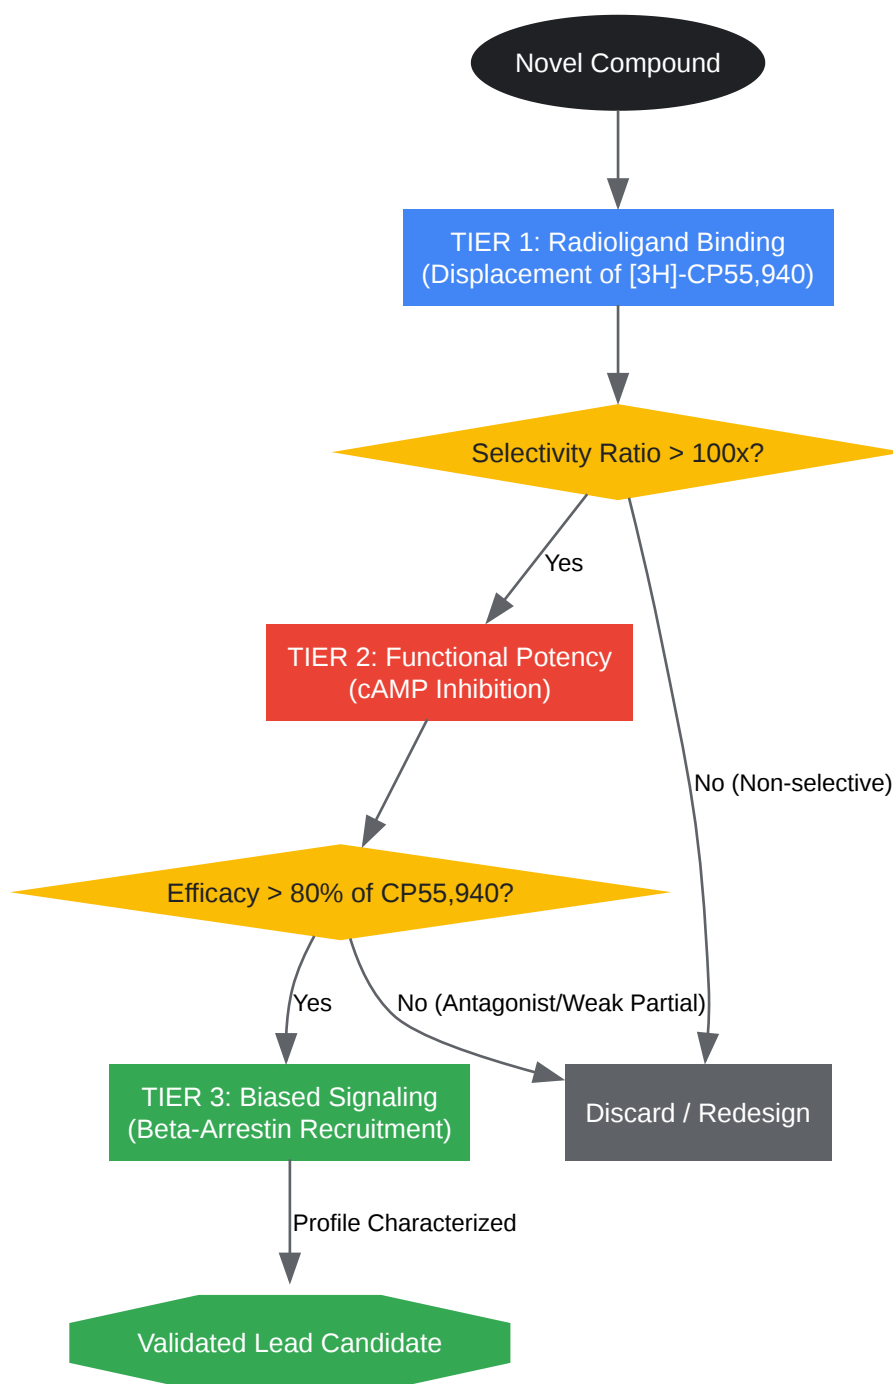 Novel Compound
TIER 1: Radioligand Binding
(Displacement of [3H]-CP55,940)
Selectivity Ratio > 100x?
Yes
TIER 2: Functional Potency
(cAMP Inhibition)
No (Non-selective)
Efficacy > 80% of CP55,940?
Yes
No (Antagonist/Weak Partial)
TIER 3: Biased Signaling
(Beta-Arrestin Recruitment)
Discard / Redesign
Profile Characterized
Validated Lead Candidate